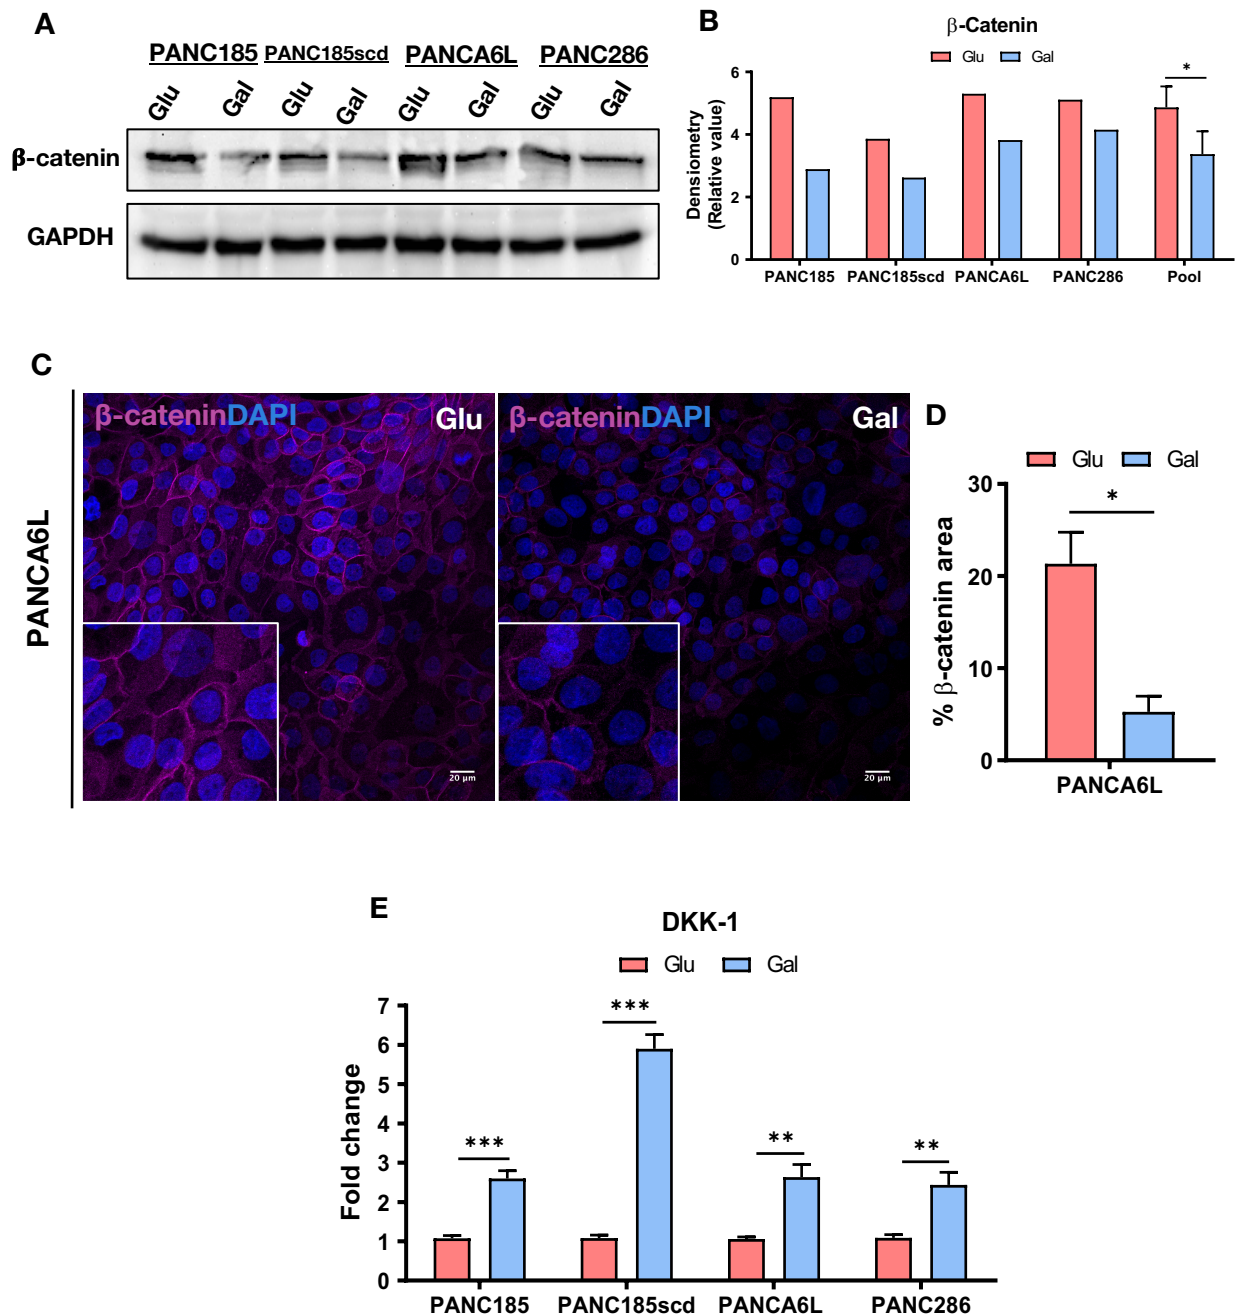 A
PANC185 PANC185scd PANCA6L PANC286
Glu Gal Glu Gal Glu Gal Glu Gal
β-catenin
GAPDH
B
β-Catenin
Glu Gal
Densiometry
(Relative value)
6
4
2
0
*
PANC185 PANC185scd PANCA6L PANC286 Pool
C
PANCA6L
β-cateninDAPI Glu
20 μm
β-cateninDAPI Gal
20 μm
D
Glu Gal
% β-catenin area
30
20
10
0
*
PANCA6L
E
DKK-1
Glu Gal
Fold change
7
6
5
4
3
2
1
0
*** *** ** **
PANC185 PANC185scd PANCA6L PANC286